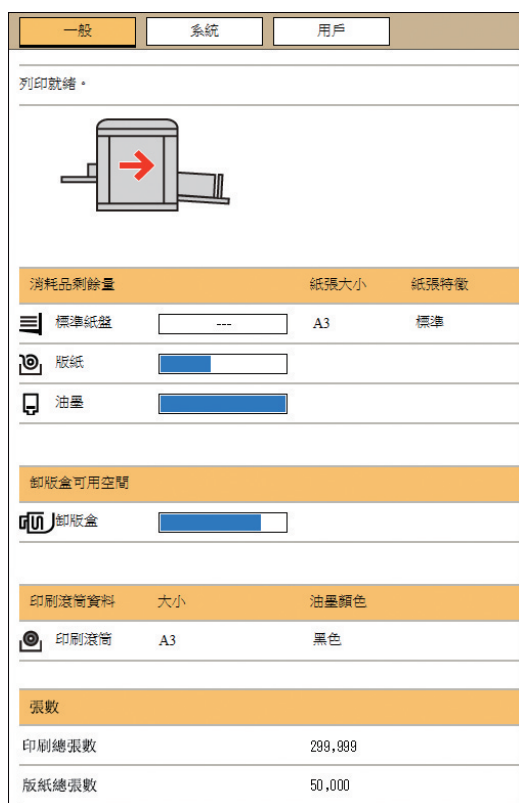 一般 系統 用戶
列印就緒。
消耗品剩餘量 紙張大小 紙張特徵
標準紙盤 --- A3 標準
版紙
油墨
卸版盒可用空間
卸版盒
印刷滾筒資料 大小 油墨顏色
印刷滾筒 A3 黑色
張數
印刷總張數 299,999
版紙總張數 50,000